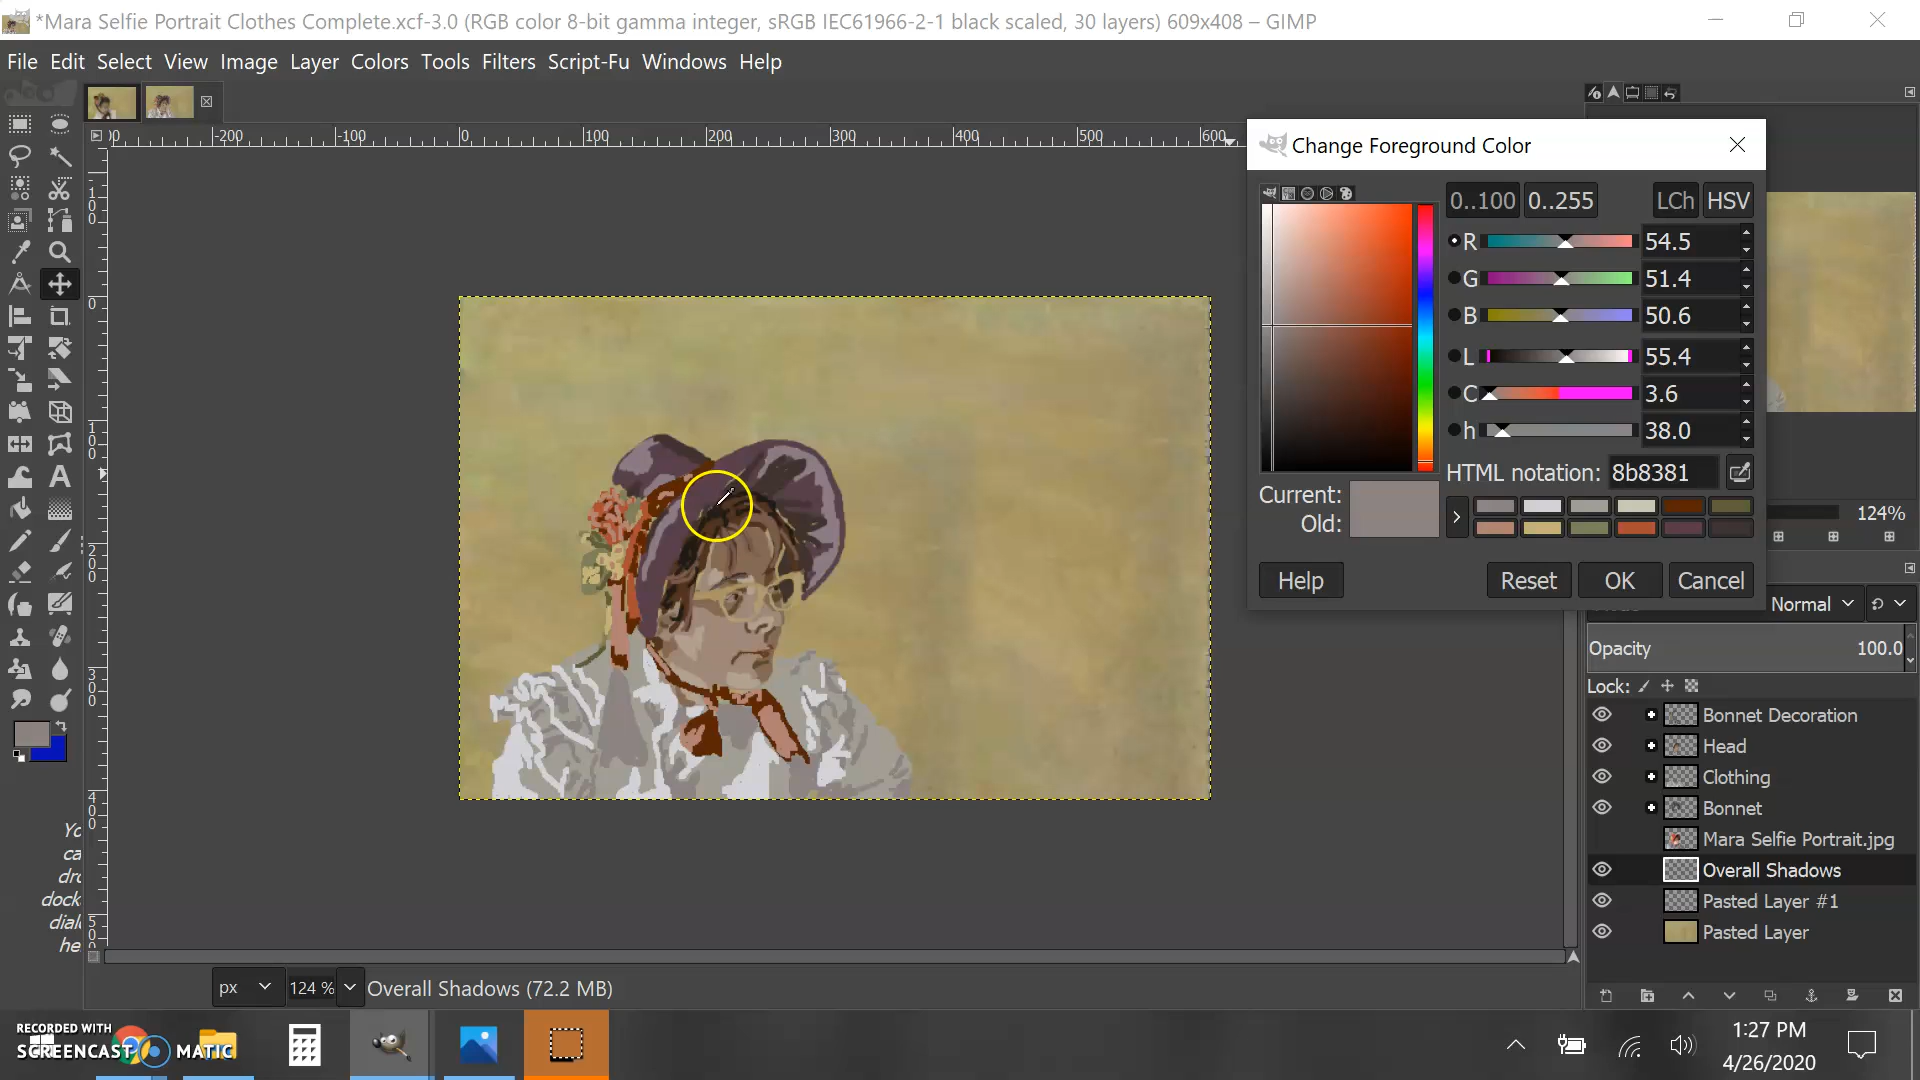 *Mara Selfie Portrait Clothes Complete.xcf-3.0 (RGB color 8-bit gamma integer, sRGB IEC61966-2-1 black scaled, 30 layers) 609x408 – GIMP
File Edit Select View Image Layer Colors Tools Filters Script-Fu Windows Help
-200 -100 0 100 200 300 400 500 600
Change Foreground Color
0..100 0..255 LCh HSV
R 54.5
G 51.4
B 50.6
L 55.4
C 3.6
h 38.0
HTML notation: 8b8381
Current:
Old:
Help Reset OK Cancel
124%
Normal
Opacity 100.0
Lock:
Bonnet Decoration
Head
Clothing
Bonnet
Mara Selfie Portrait.jpg
Overall Shadows
Pasted Layer #1
Pasted Layer
Yo
ca
dro
dock
dial
he
px 124 % Overall Shadows (72.2 MB)
RECORDED WITH
SCREENCAST MATIC
1:27 PM
4/26/2020